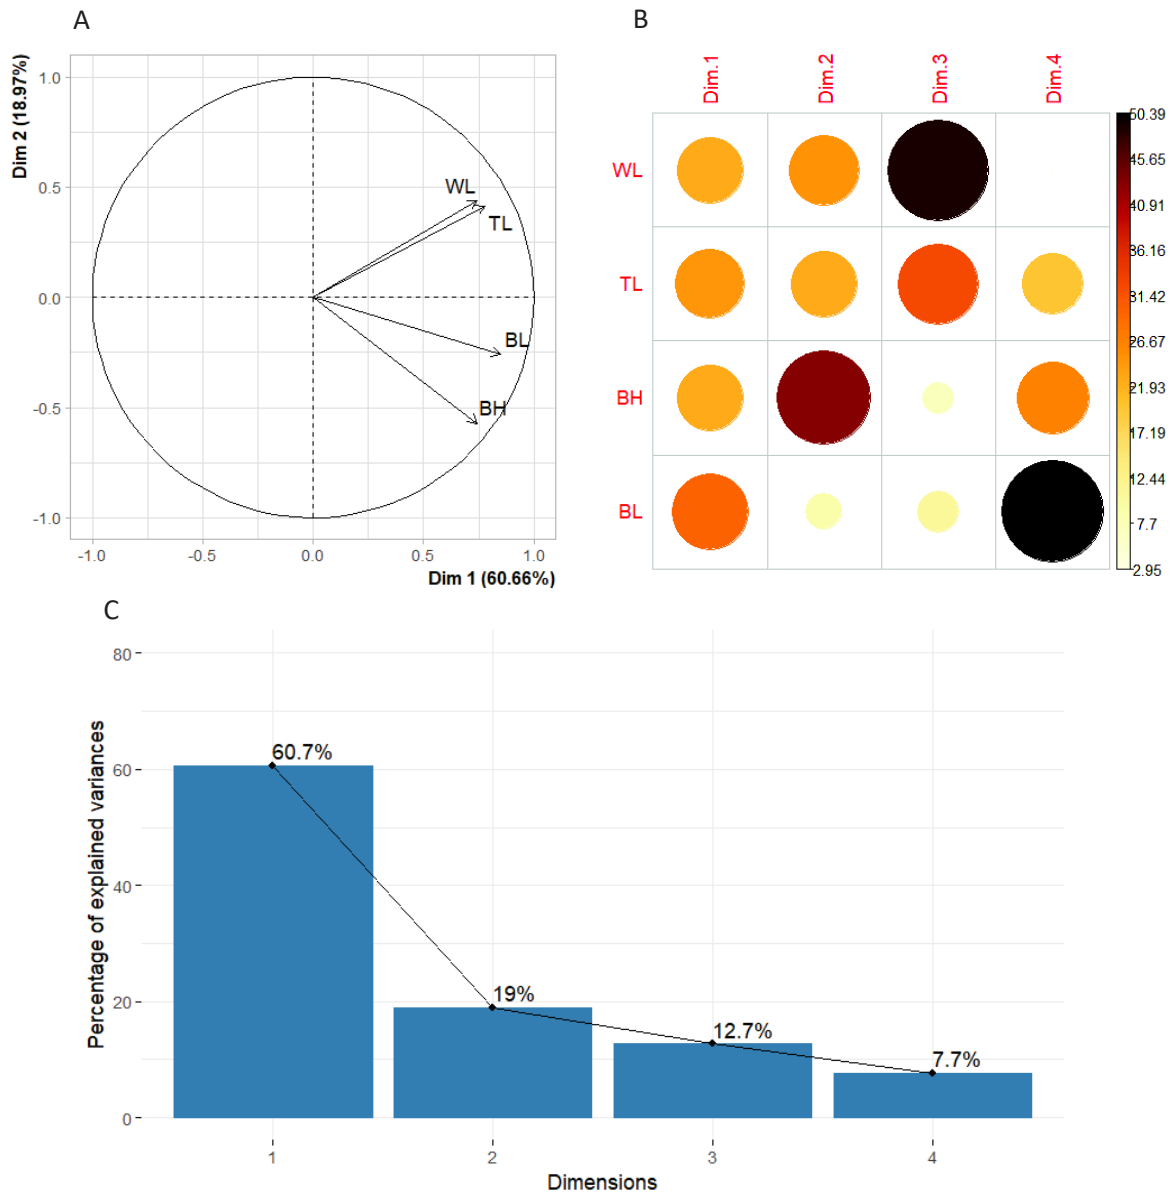 A
Dim 2 (18.97%)
1.0
0.5
0.0
-0.5
-1.0
WL
TL
BL
BH
-1.0 -0.5 0.0 0.5 1.0
Dim 1 (60.66%)
B
Dim.1 Dim.2 Dim.3 Dim.4
WL
TL
BH
BL
50.39
45.65
40.91
36.16
31.42
26.67
21.93
17.19
12.44
7.7
2.95
C
Percentage of explained variances
80
60
40
20
0
60.7%
19%
12.7%
7.7%
1 2 3 4
Dimensions